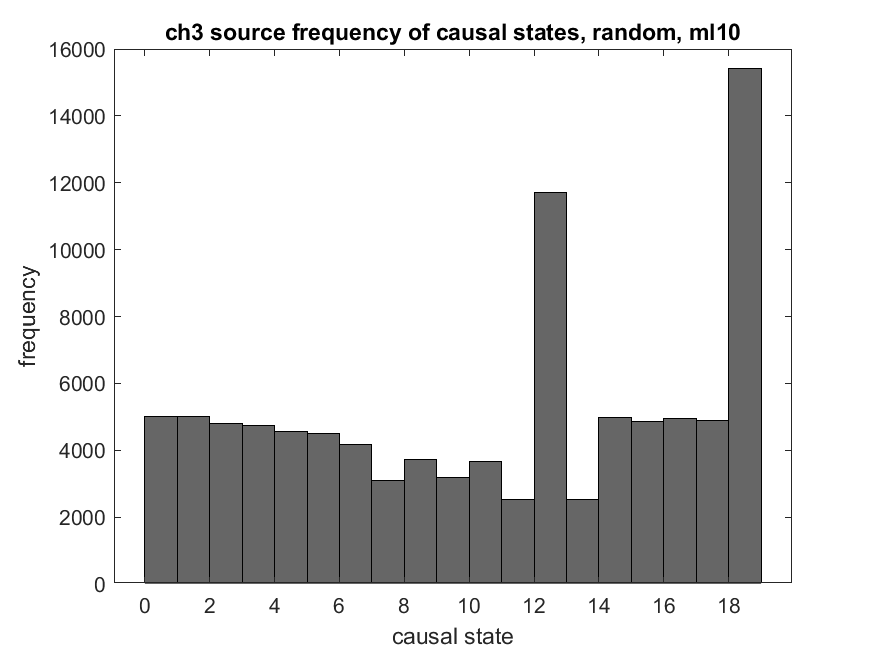 ch3 source frequency of causal states, random, ml10
16000
14000
12000
10000
8000
6000
4000
2000
0
frequency
0 2 4 6 8 10 12 14 16 18
causal state